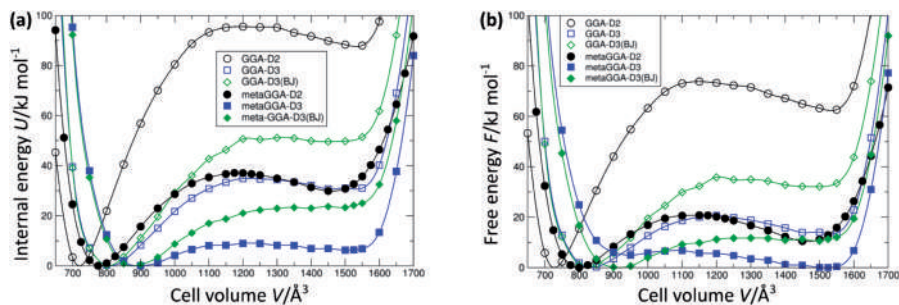 (a)
100
80
60
40
20
0
Internal energy U/kJ mol⁻¹
GGA-D2
GGA-D3
GGA-D3(BJ)
metaGGA-D2
metaGGA-D3
meta-GGA-D3(BJ)
700 800 900 1000 1100 1200 1300 1400 1500 1600 1700
Cell volume V/Å³
(b)
100
80
60
40
20
0
Free energy F/kJ mol⁻¹
GGA-D2
GGA-D3
GGA-D3(BJ)
metaGGA-D2
metaGGA-D3
metaGGA-D3(BJ)
700 800 900 1000 1100 1200 1300 1400 1500 1600 1700
Cell volume V/Å³